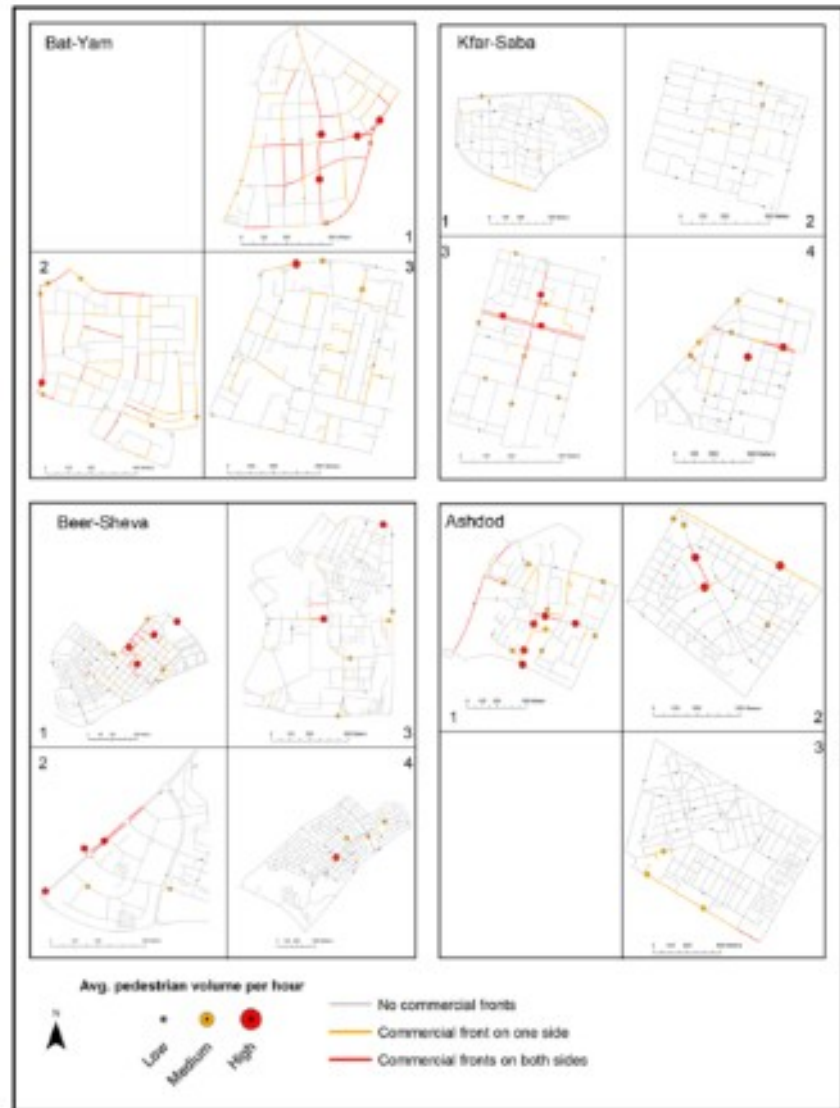 Bat-Yam
1
2
3
Kfar-Saba
1
2
3
4
Beer-Sheva
1
3
2
4
Ashdod
1
2
3
Avg. pedestrian volume per hour
N
Low
Medium
High
No commercial fronts
Commercial front on one side
Commercial fronts on both sides